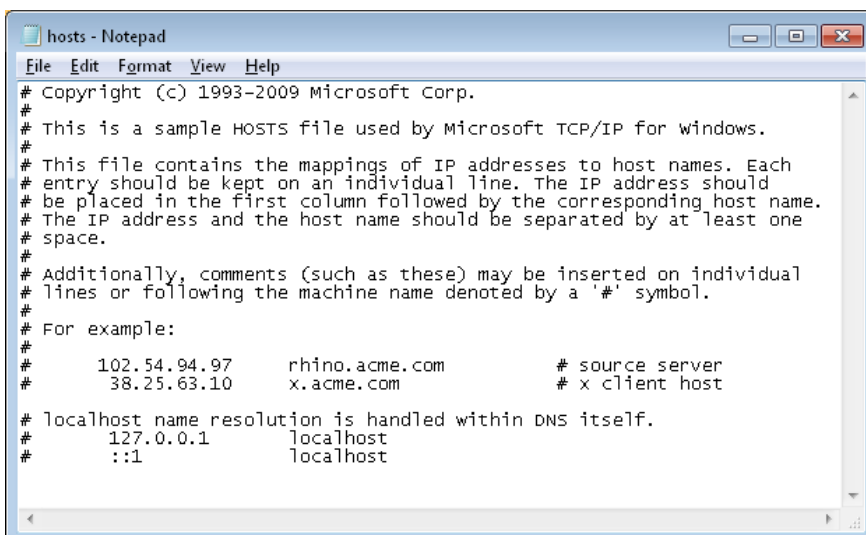 hosts - Notepad
File Edit Format View Help
# Copyright (c) 1993-2009 Microsoft Corp.
#
# This is a sample HOSTS file used by Microsoft TCP/IP for Windows.
#
# This file contains the mappings of IP addresses to host names. Each
# entry should be kept on an individual line. The IP address should
# be placed in the first column followed by the corresponding host name.
# The IP address and the host name should be separated by at least one
# space.
#
# Additionally, comments (such as these) may be inserted on individual
# lines or following the machine name denoted by a '#' symbol.
#
# For example:
#
#      102.54.94.97     rhino.acme.com          # source server
#       38.25.63.10     x.acme.com              # x client host

# localhost name resolution is handled within DNS itself.
#       127.0.0.1       localhost
#       ::1             localhost